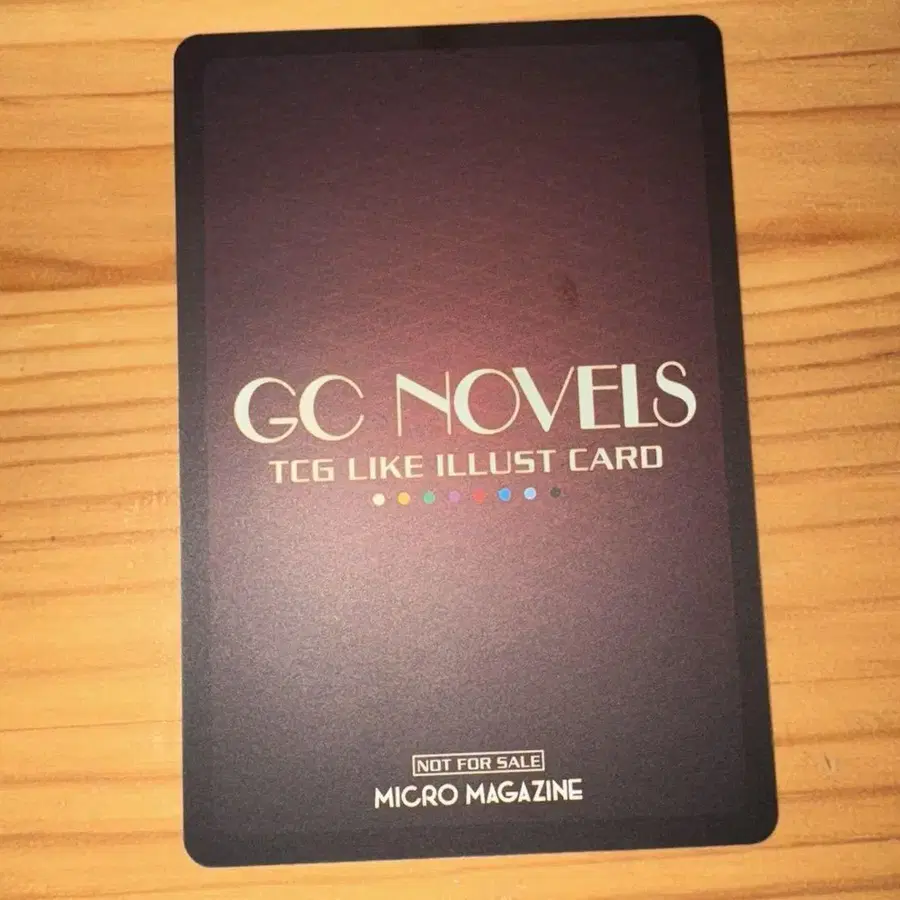 GC NOVELS
TCG LIKE ILLUST CARD
NOT FOR SALE
MICRO MAGAZINE